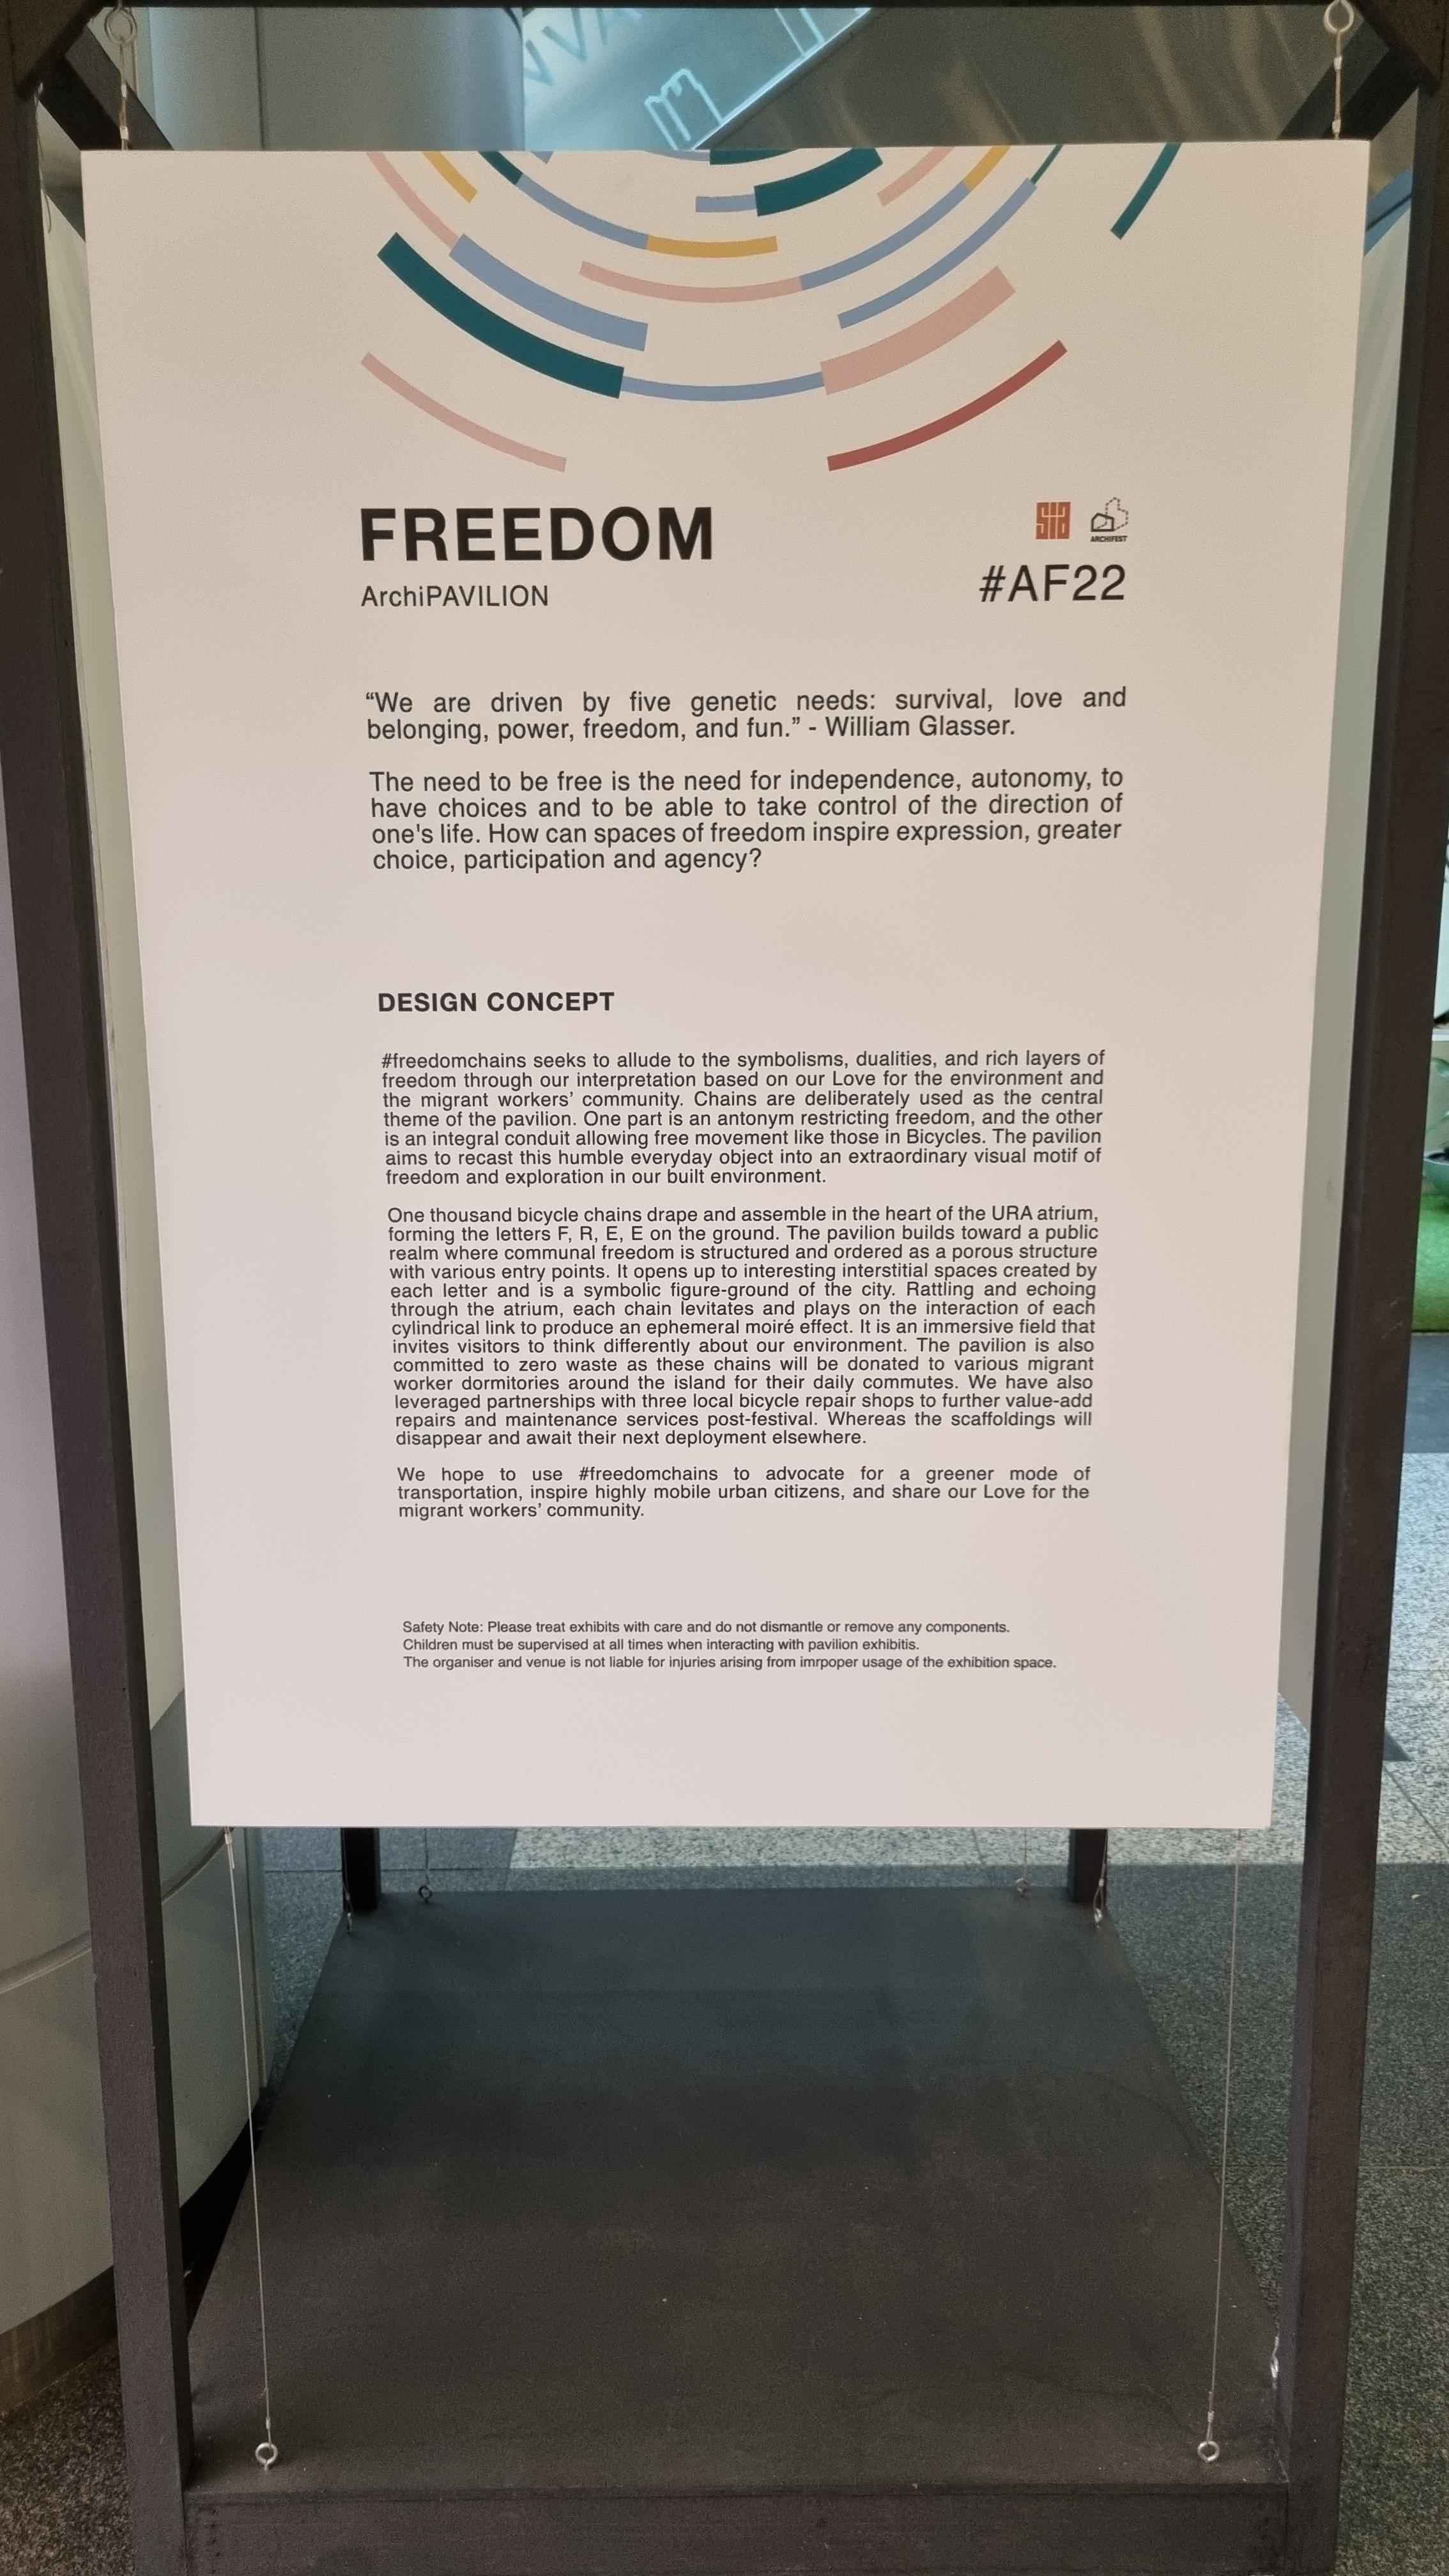 FREEDOM
ArchiPAVILION
sia
ARCHIFEST
#AF22
“We are driven by five genetic needs: survival, love and
belonging, power, freedom, and fun.” - William Glasser.
The need to be free is the need for independence, autonomy, to
have choices and to be able to take control of the direction of
one's life. How can spaces of freedom inspire expression, greater
choice, participation and agency?
DESIGN CONCEPT
#freedomchains seeks to allude to the symbolisms, dualities, and rich layers of
freedom through our interpretation based on our Love for the environment and
the migrant workers’ community. Chains are deliberately used as the central
theme of the pavilion. One part is an antonym restricting freedom, and the other
is an integral conduit allowing free movement like those in Bicycles. The pavilion
aims to recast this humble everyday object into an extraordinary visual motif of
freedom and exploration in our built environment.
One thousand bicycle chains drape and assemble in the heart of the URA atrium,
forming the letters F, R, E, E on the ground. The pavilion builds toward a public
realm where communal freedom is structured and ordered as a porous structure
with various entry points. It opens up to interesting interstitial spaces created by
each letter and is a symbolic figure-ground of the city. Rattling and echoing
through the atrium, each chain levitates and plays on the interaction of each
cylindrical link to produce an ephemeral moiré effect. It is an immersive field that
invites visitors to think differently about our environment. The pavilion is also
committed to zero waste as these chains will be donated to various migrant
worker dormitories around the island for their daily commutes. We have also
leveraged partnerships with three local bicycle repair shops to further value-add
repairs and maintenance services post-festival. Whereas the scaffoldings will
disappear and await their next deployment elsewhere.
We hope to use #freedomchains to advocate for a greener mode of
transportation, inspire highly mobile urban citizens, and share our Love for the
migrant workers’ community.
Safety Note: Please treat exhibits with care and do not dismantle or remove any components.
Children must be supervised at all times when interacting with pavilion exhibitis.
The organiser and venue is not liable for injuries arising from imrpoper usage of the exhibition space.